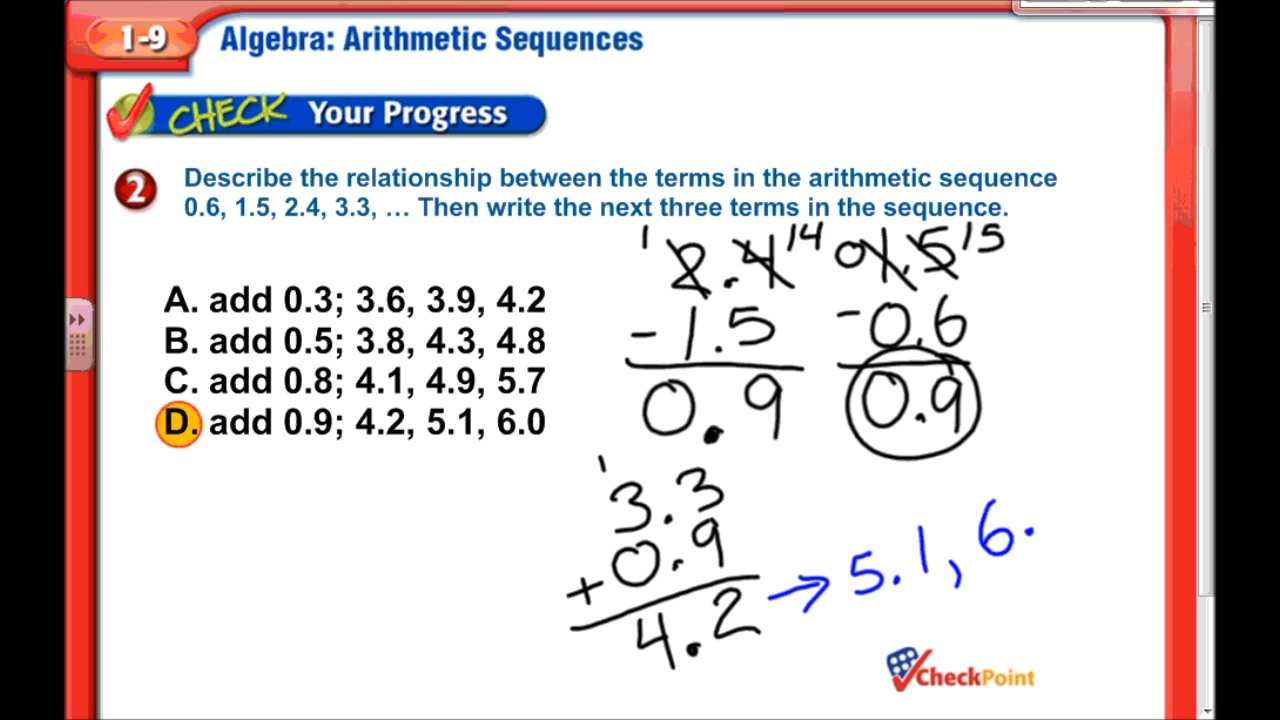 1-9 Algebra: Arithmetic Sequences
CHECK Your Progress
2 Describe the relationship between the terms in the arithmetic sequence
0.6, 1.5, 2.4, 3.3, … Then write the next three terms in the sequence.
A. add 0.3; 3.6, 3.9, 4.2
B. add 0.5; 3.8, 4.3, 4.8
C. add 0.8; 4.1, 4.9, 5.7
D. add 0.9; 4.2, 5.1, 6.0
1 2.4 14
-1.5
0.9
0 1.5 15
-0.6
0.9
1
3.3
+0.9
4.2 → 5.1, 6.
CheckPoint